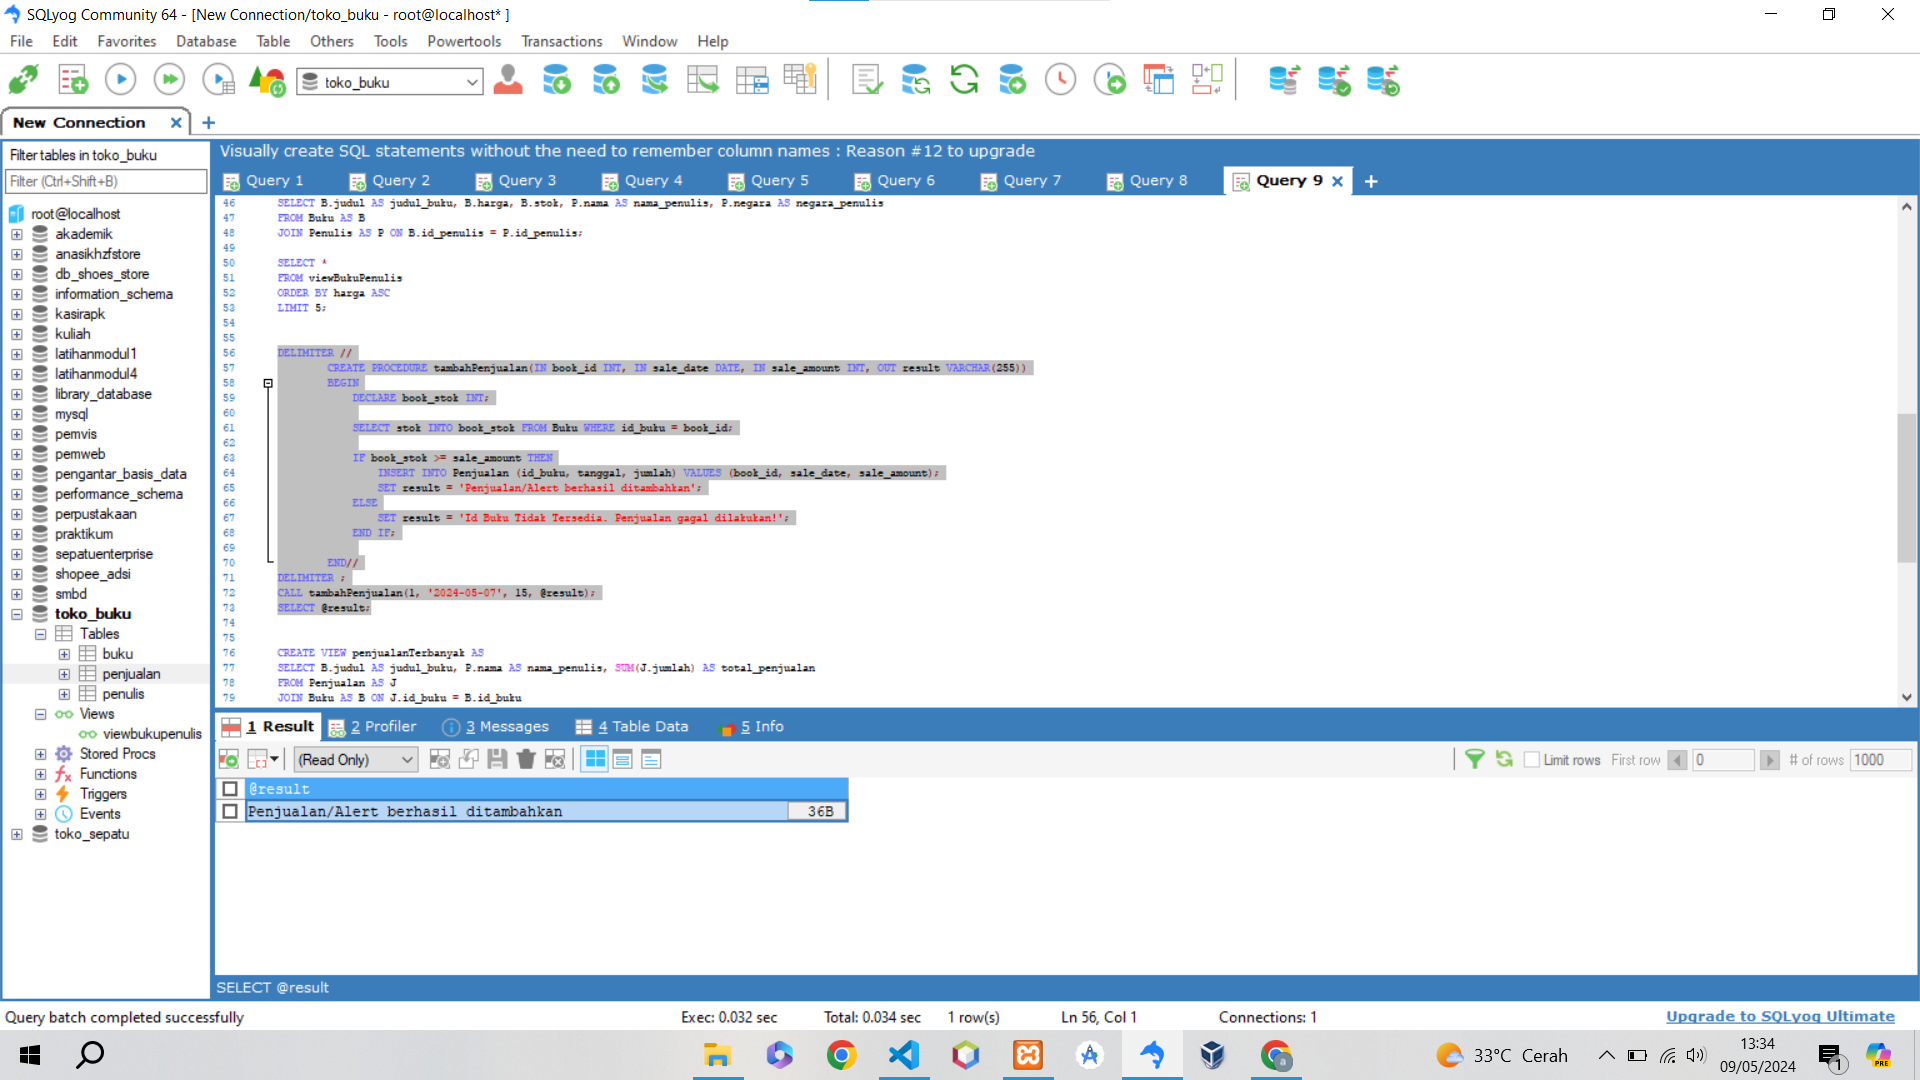 SQLyog Community 64 - [New Connection/toko_buku - root@localhost* ]
File Edit Favorites Database Table Others Tools Powertools Transactions Window Help
toko_buku
New Connection
Filter tables in toko_buku
Filter (Ctrl+Shift+B)
root@localhost
akademik
anasikhzfstore
db_shoes_store
information_schema
kasirapk
kuliah
latihanmodul1
latihanmodul4
library_database
mysql
pemvis
pemweb
pengantar_basis_data
performance_schema
perpustakaan
praktikum
sepatuenterprise
shopee_adsi
smbd
toko_buku
Tables
buku
penjualan
penulis
Views
viewbukupenulis
Stored Procs
Functions
Triggers
Events
toko_sepatu
Visually create SQL statements without the need to remember column names : Reason #12 to upgrade
Query 1 Query 2 Query 3 Query 4 Query 5 Query 6 Query 7 Query 8 Query 9
46 SELECT B.judul AS judul_buku, B.harga, B.stok, P.nama AS nama_penulis, P.negara AS negara_penulis
47 FROM Buku AS B
48 JOIN Penulis AS P ON B.id_penulis = P.id_penulis;
49
50 SELECT *
51 FROM viewBukuPenulis
52 ORDER BY harga ASC
53 LIMIT 5;
54
55
56 DELIMITER //
57 CREATE PROCEDURE tambahPenjualan(IN book_id INT, IN sale_date DATE, IN sale_amount INT, OUT result VARCHAR(255))
58 BEGIN
59 DECLARE book_stok INT;
60
61 SELECT stok INTO book_stok FROM Buku WHERE id_buku = book_id;
62
63 IF book_stok >= sale_amount THEN
64 INSERT INTO Penjualan (id_buku, tanggal, jumlah) VALUES (book_id, sale_date, sale_amount);
65 SET result = 'Penjualan/Alert berhasil ditambahkan';
66 ELSE
67 SET result = 'Id Buku Tidak Tersedia. Penjualan gagal dilakukan!';
68 END IF;
69
70 END//
71 DELIMITER ;
72 CALL tambahPenjualan(1, '2024-05-07', 15, @result);
73 SELECT @result;
74
75
76 CREATE VIEW penjualanTerbanyak AS
77 SELECT B.judul AS judul_buku, P.nama AS nama_penulis, SUM(J.jumlah) AS total_penjualan
78 FROM Penjualan AS J
79 JOIN Buku AS B ON J.id_buku = B.id_buku
1 Result 2 Profiler 3 Messages 4 Table Data 5 Info
(Read Only) Limit rows First row 0 # of rows 1000
@result
Penjualan/Alert berhasil ditambahkan 36B
SELECT @result
Query batch completed successfully Exec: 0.032 sec Total: 0.034 sec 1 row(s) Ln 56, Col 1 Connections: 1 Upgrade to SQLyog Ultimate
33°C Cerah
13:34
09/05/2024
1
PRE